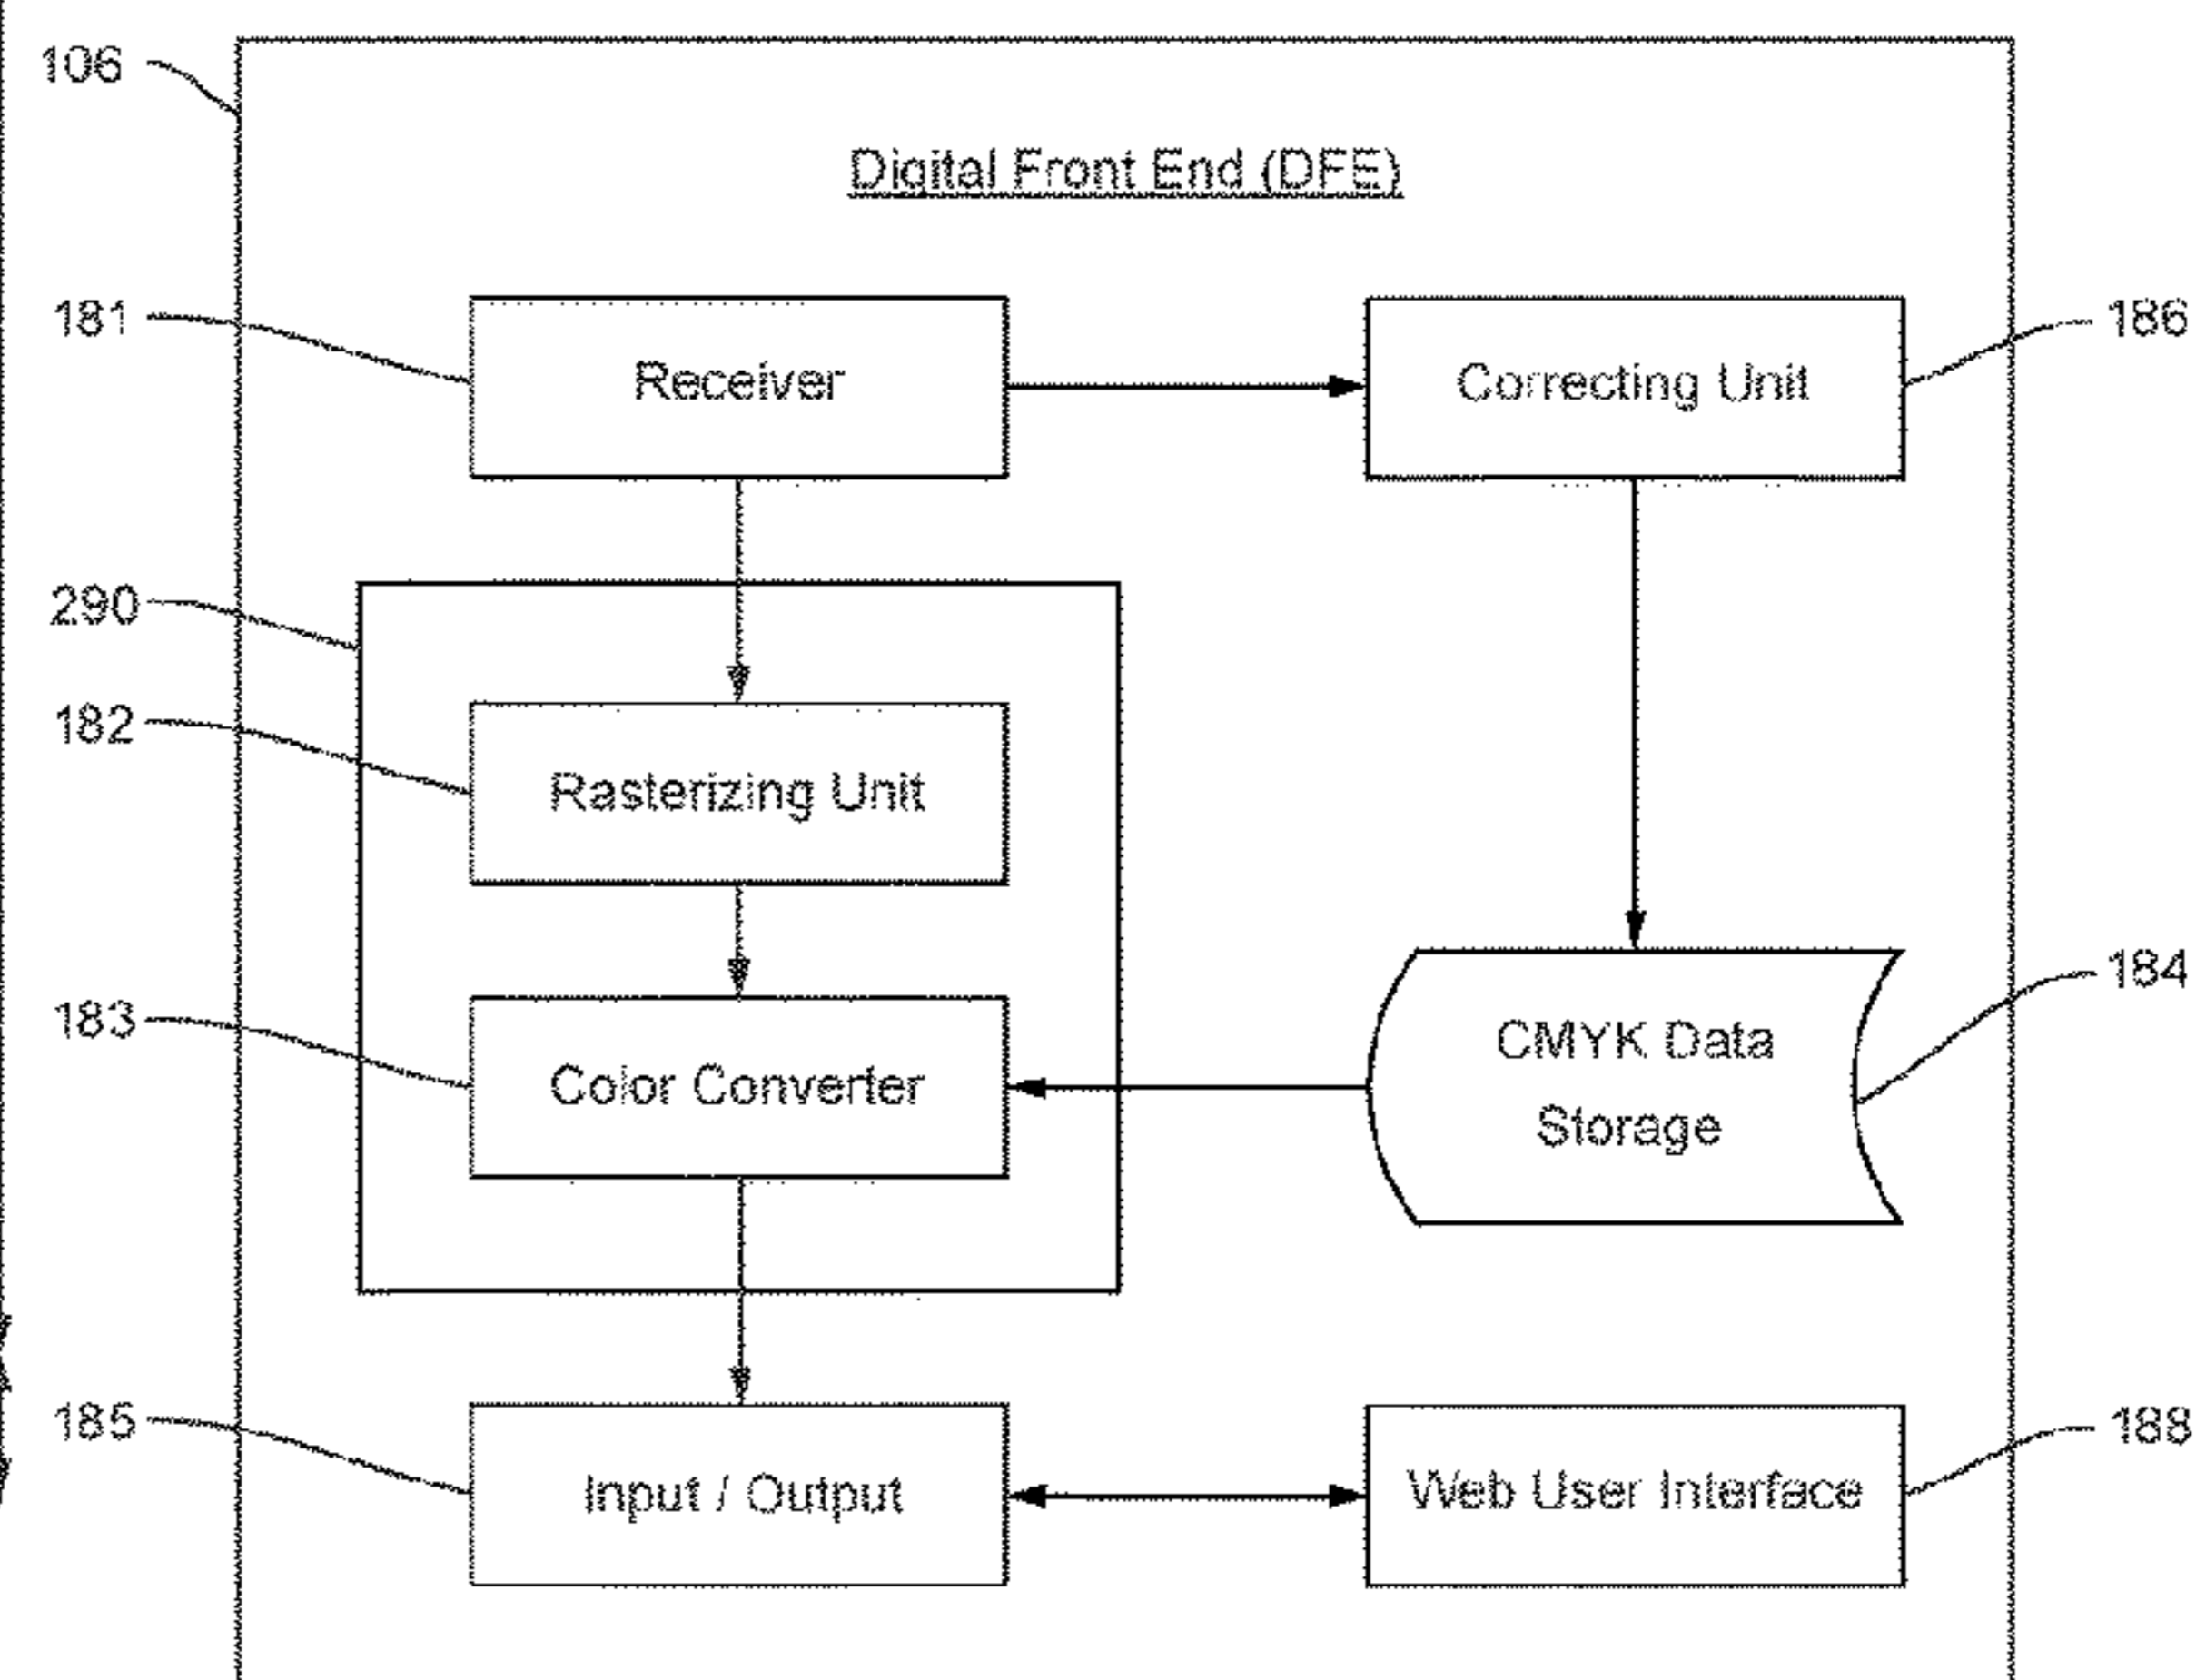 106
Digital Front End (DFE)
181
Receiver
Correcting Unit
186
290
182
Rasterizing Unit
183
Color Converter
CMYK Data
Storage
184
185
Input / Output
Web User Interface
188